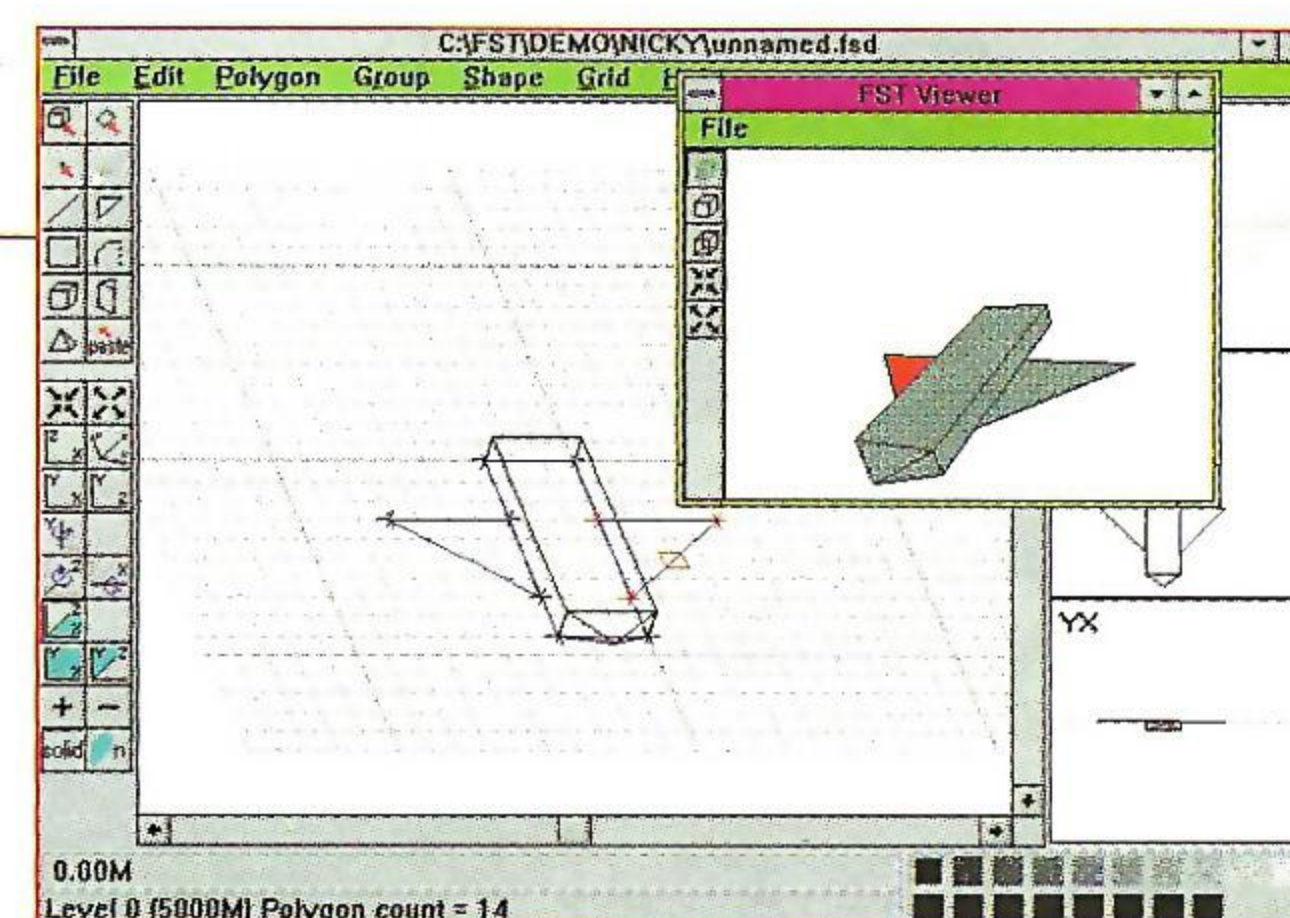 C:\FST\DEMO\NICKY\unnamed.fsd
File Edit Polygon Group Shape Grid H
FST Viewer
File
paste
Z X
Y X Y Z
Y
Z X
Y Z
+ -
solid n
YX
0.00M
Level 0 (5000M) Polygon count = 14